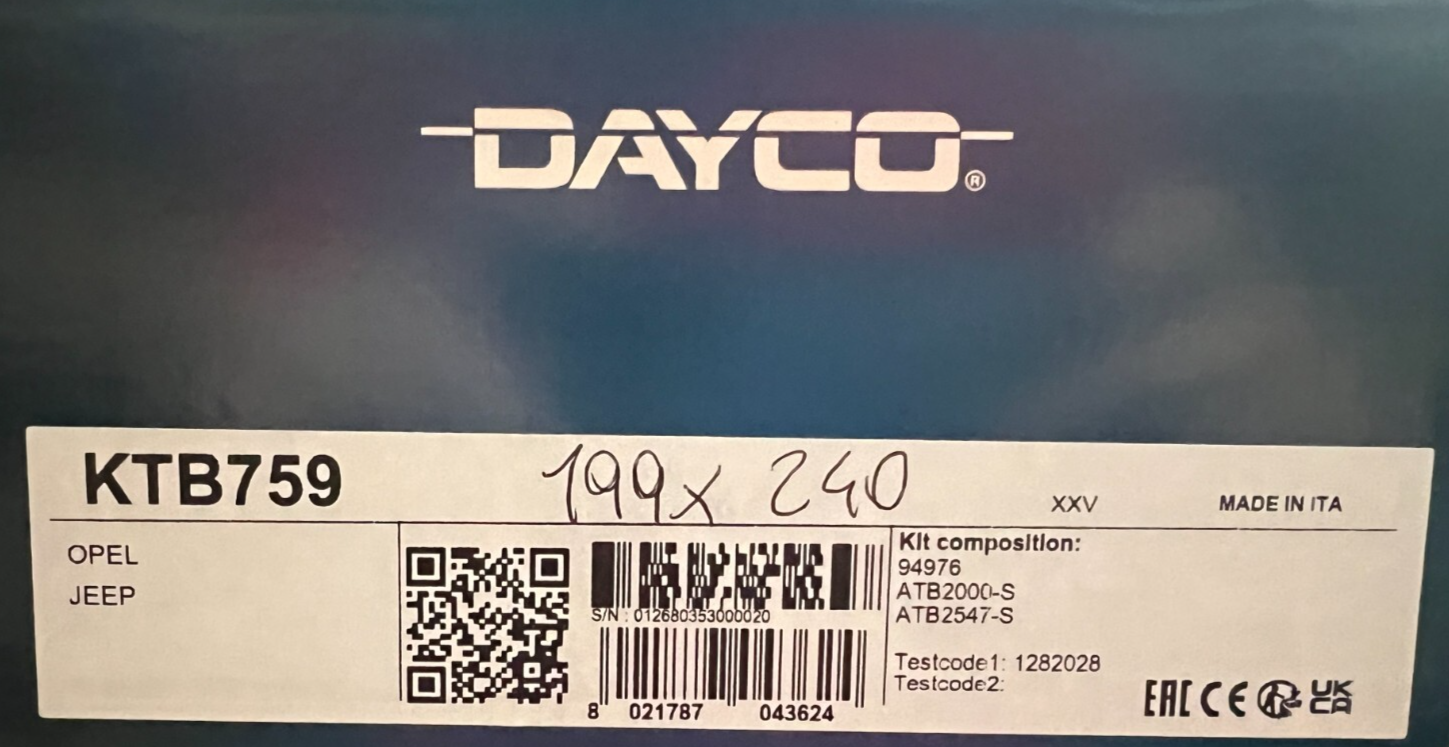 DAYCO®
KTB759
199x 240
XXV
MADE IN ITA
OPEL
JEEP
S/N : 012680353000020
8 021787 043624
Kit composition:
94976
ATB2000-S
ATB2547-S
Testcode1: 1282028
Testcode2:
EAC CE UK
CA